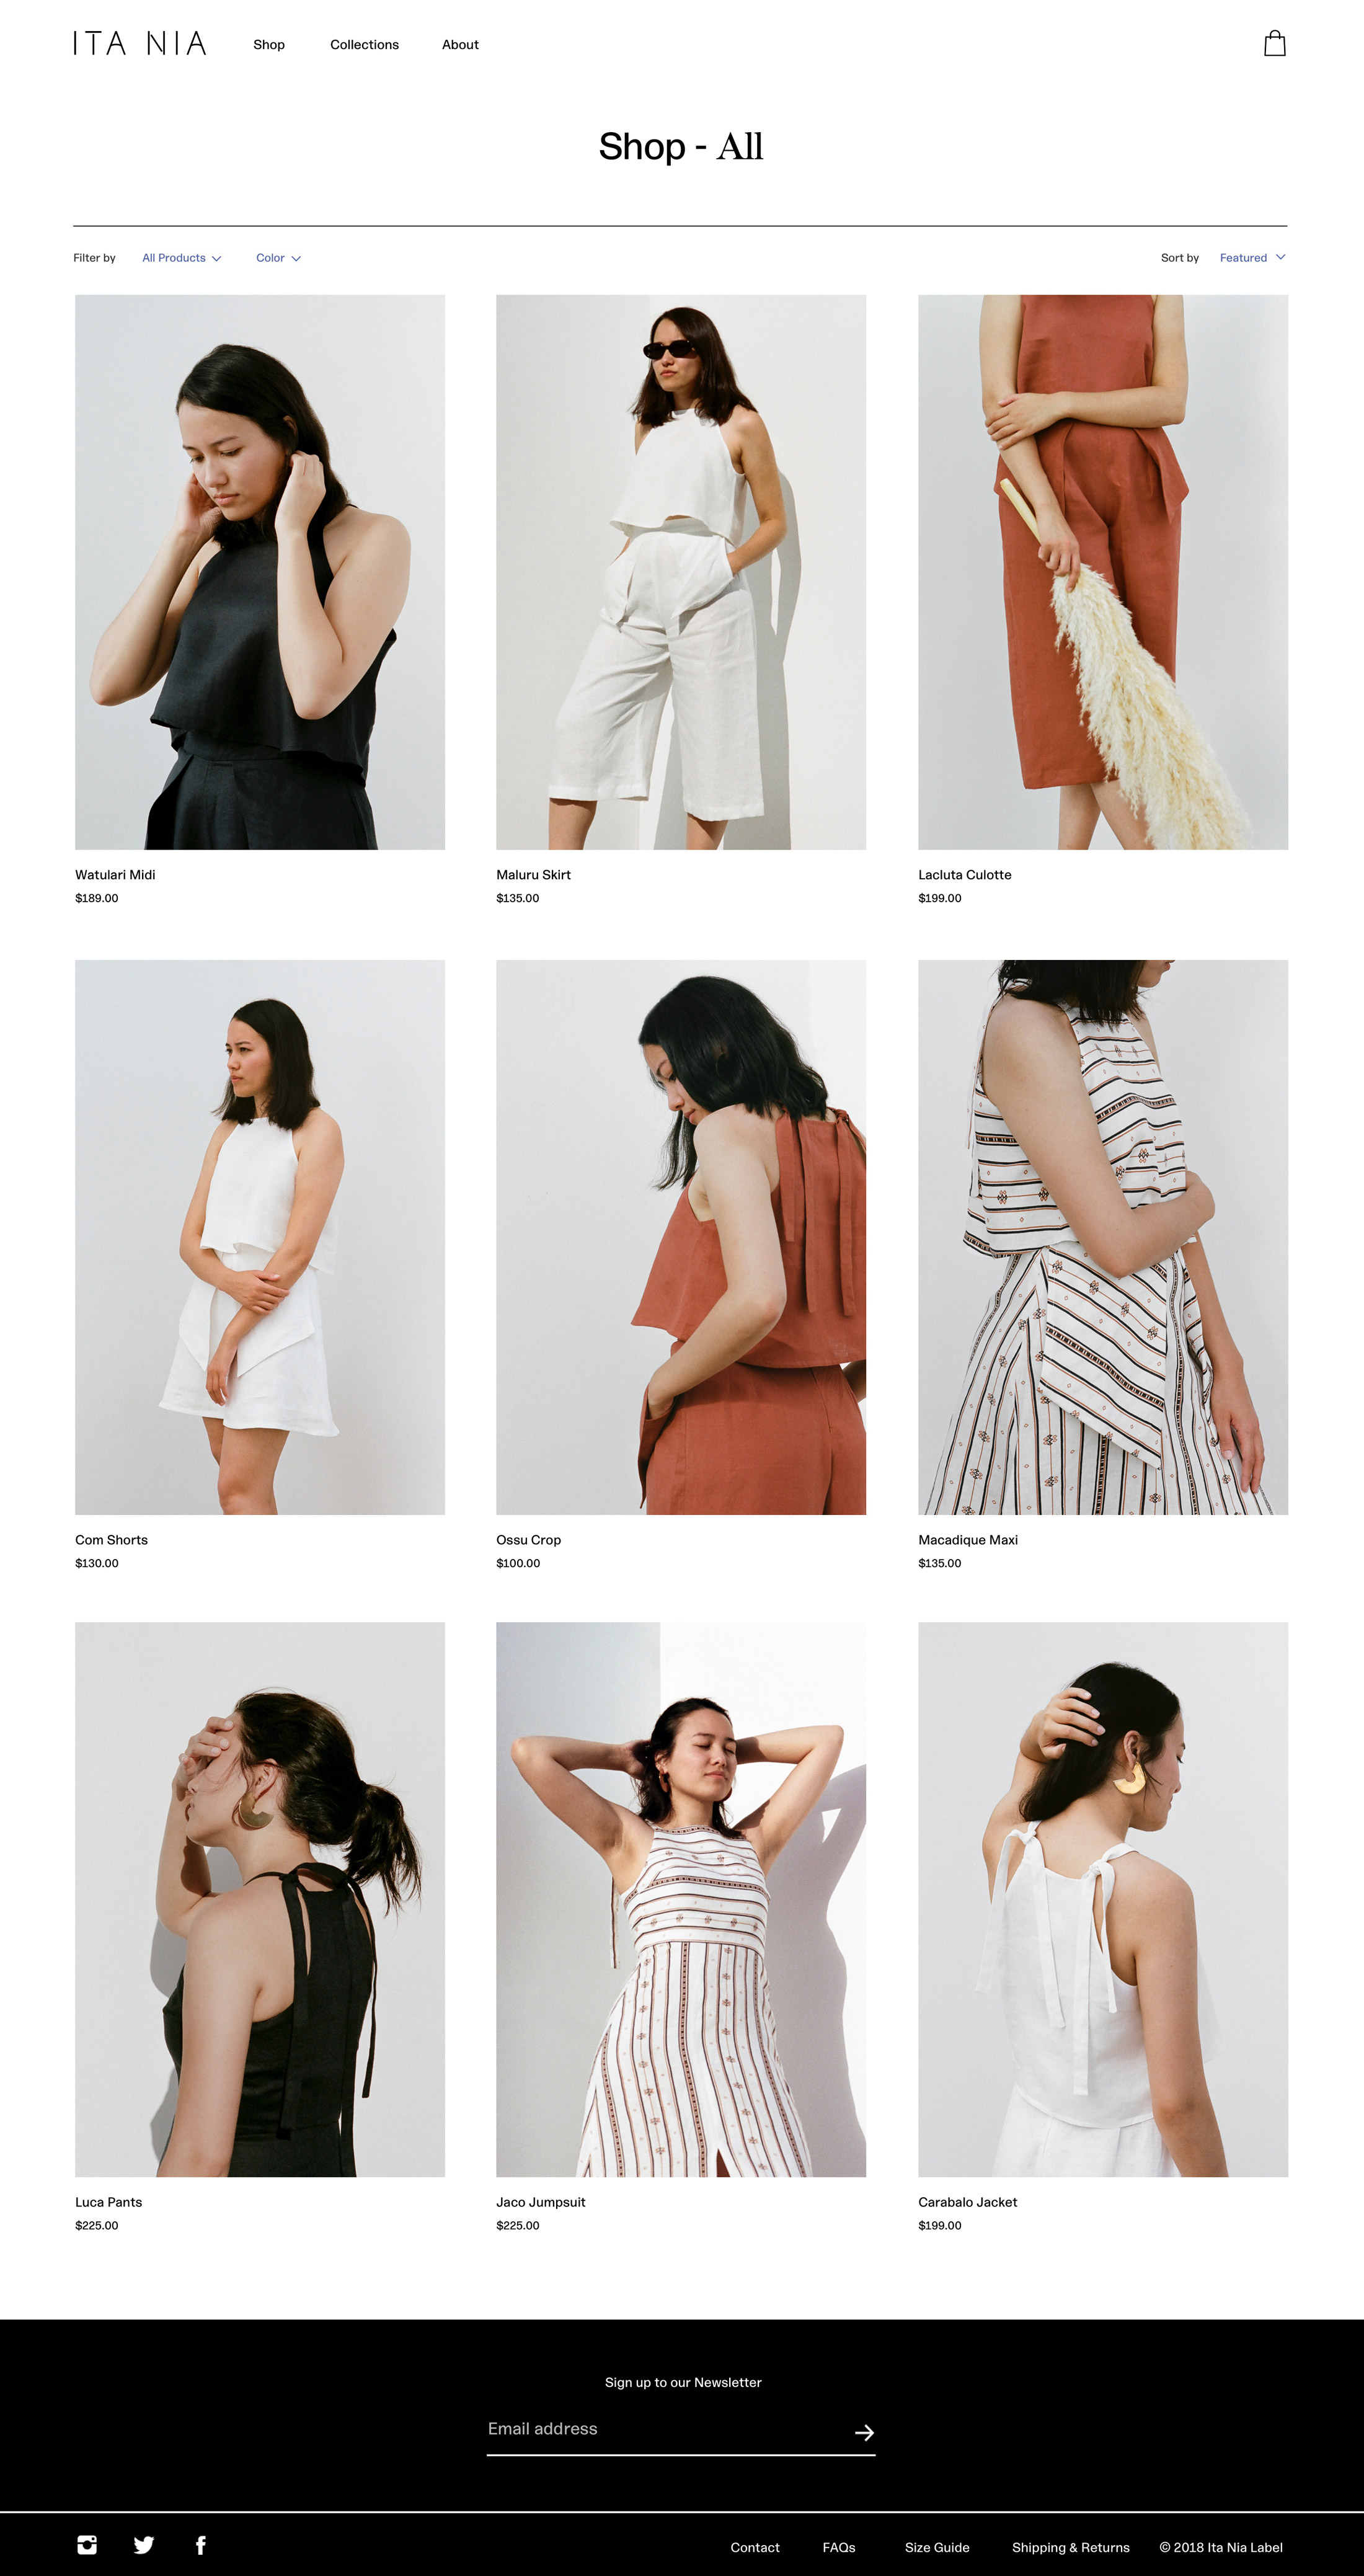 ITA NIA Shop Collections About
Shop - All
Filter by All Products Color Sort by Featured
Watulari Midi Maluru Skirt Lacluta Culotte
$189.00 $135.00 $199.00
Com Shorts Ossu Crop Macadique Maxi
$130.00 $100.00 $135.00
Luca Pants Jaco Jumpsuit Carabalo Jacket
$225.00 $225.00 $199.00
Sign up to our Newsletter
Email address
Contact FAQs Size Guide Shipping & Returns © 2018 Ita Nia Label